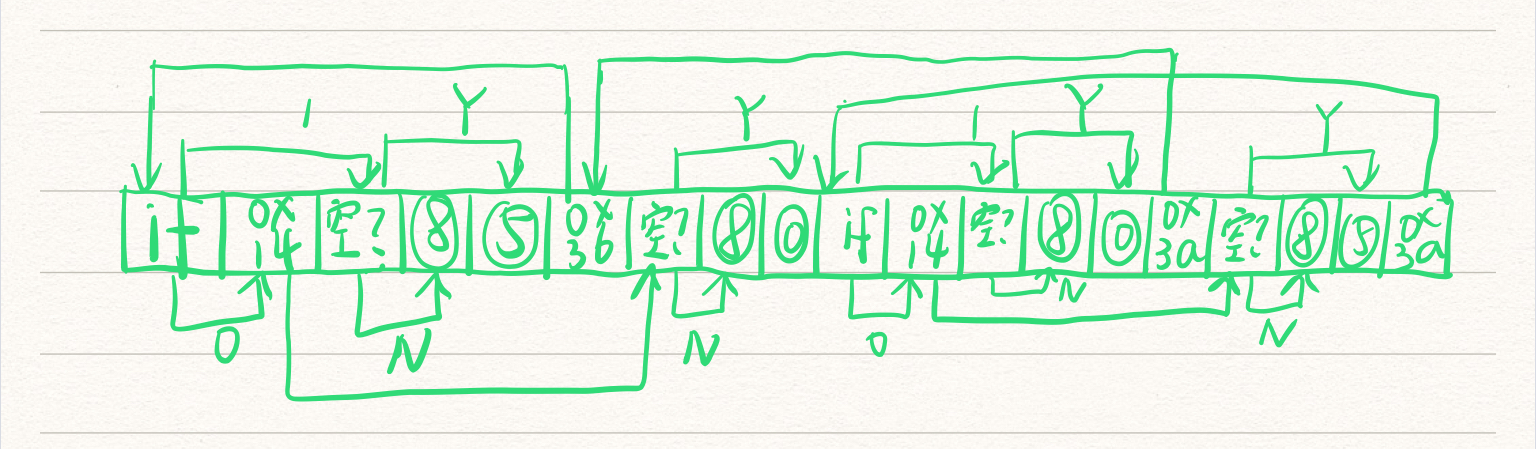 1 Y Y 1 Y Y
if 0x14 空? ⑧ ⑤ 0x36 空? ⑧ ⓪ if 0x14 空? ⑧ ⓪ 0x3a 空? ⑧ ⑤ 0x3a
0 N N 0 N N